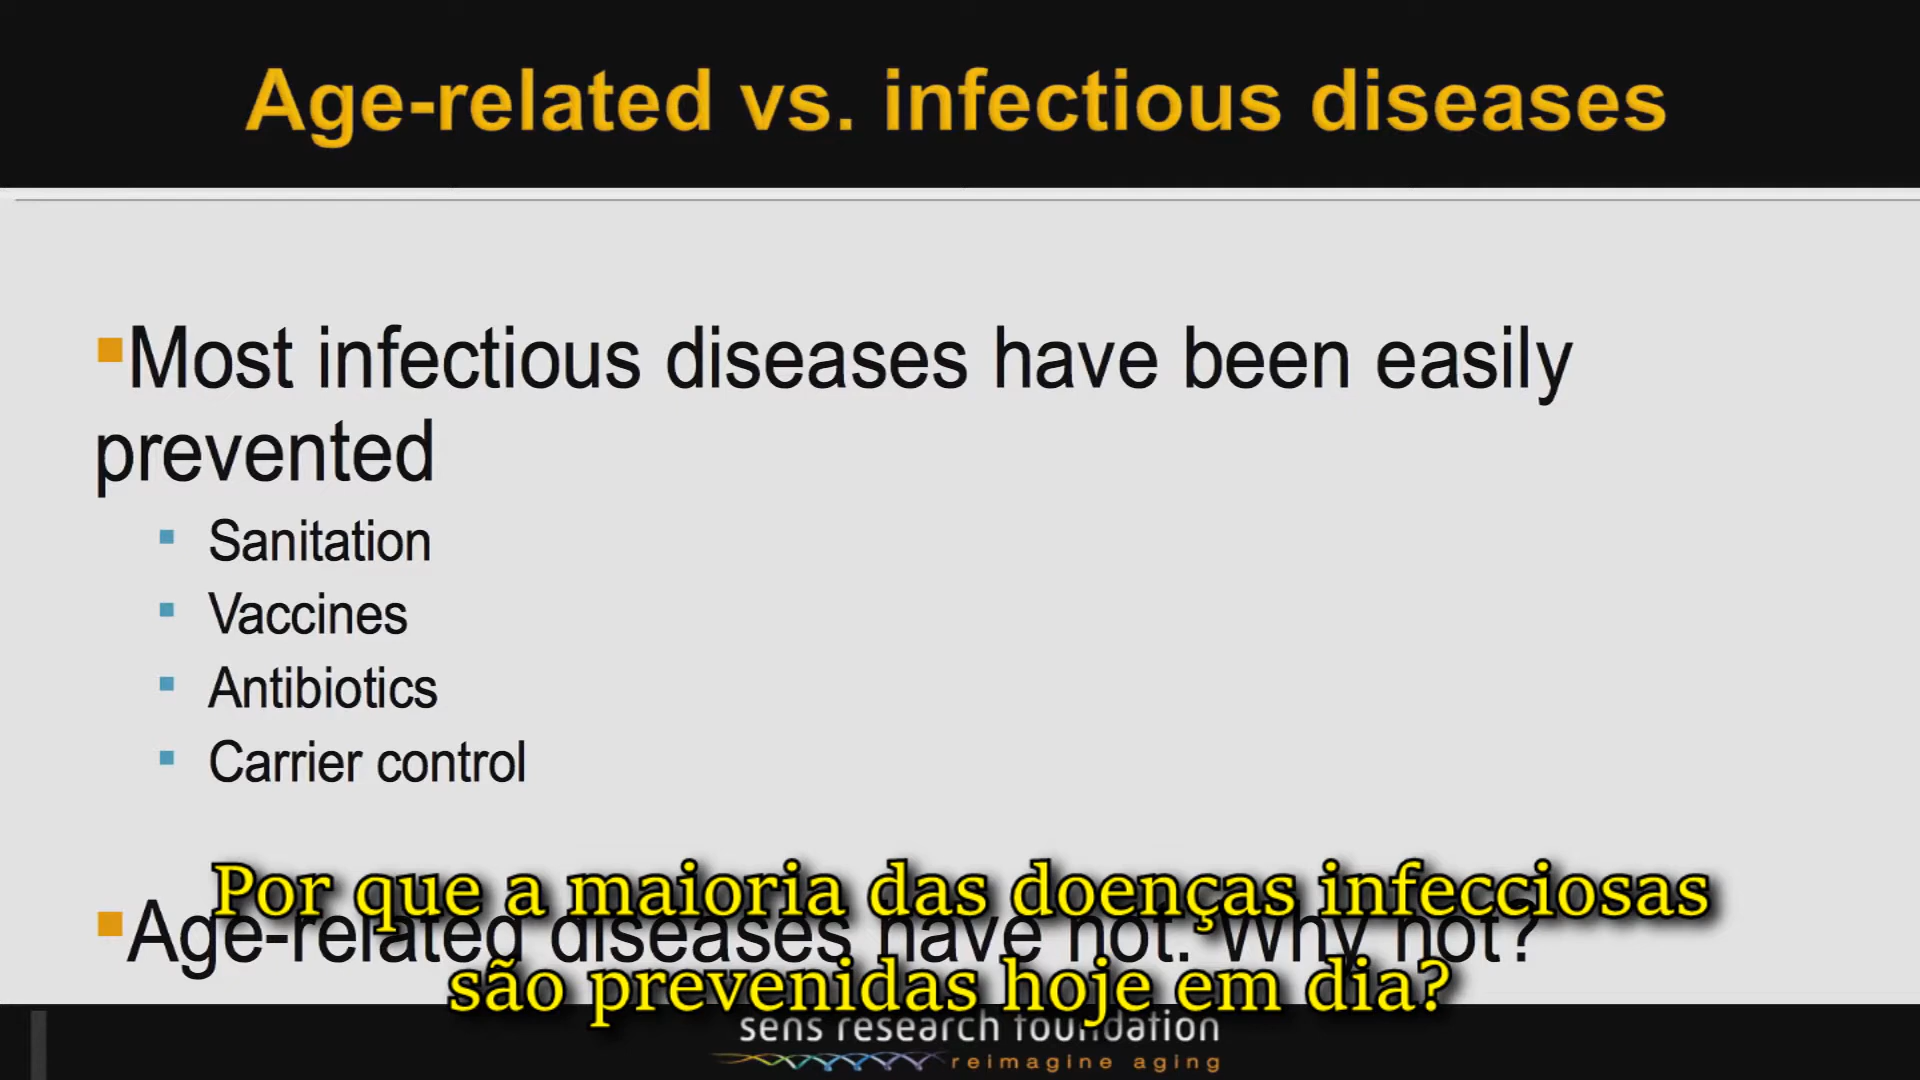 Age-related vs. infectious diseases
Most infectious diseases have been easily
prevented
Sanitation
Vaccines
Antibiotics
Carrier control
Por que a maioria das doenças infecciosas
Age-related diseases have not. Why not?
são prevenidas hoje em dia?
sens research foundation
reimagine aging